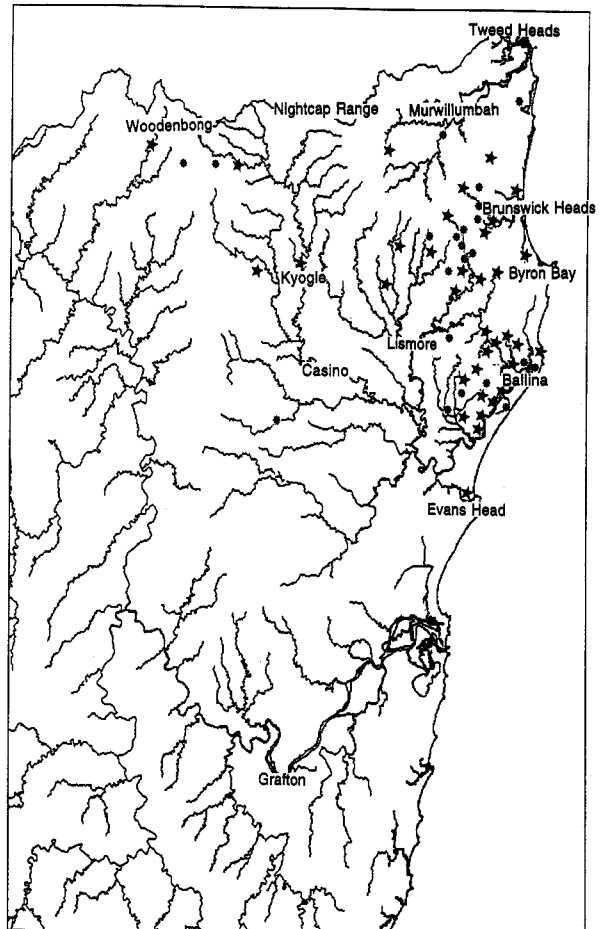 Tweed Heads
Nightcap Range
Murwillumbah
Woodenbong
Brunswick Heads
Kyogle
Byron Bay
Lismore
Casino
Ballina
Evans Head
Grafton